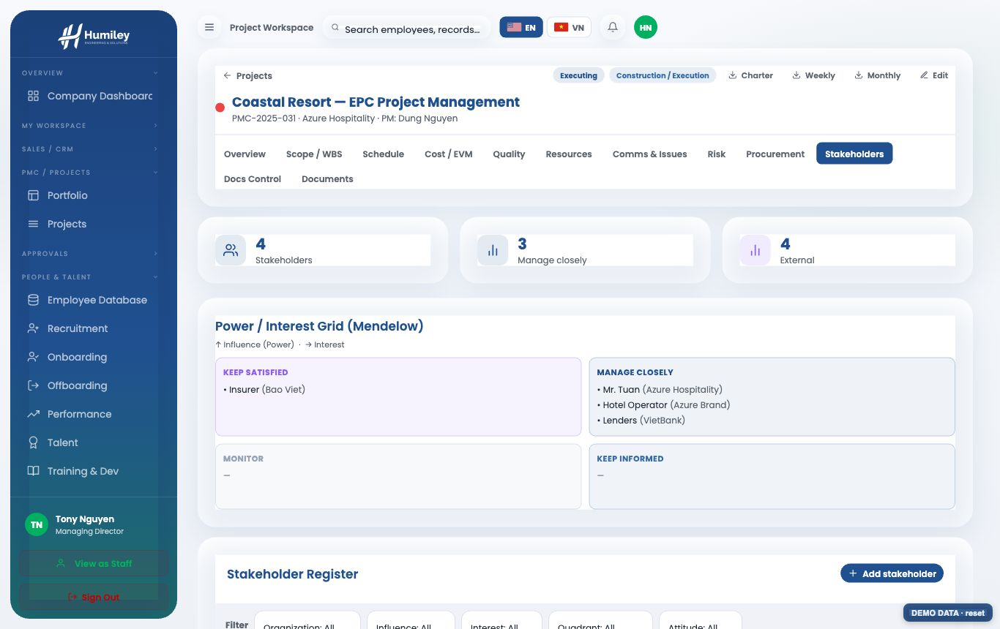 Humiley
ENGINEERING & SOLUTIONS
OVERVIEW
Company Dashboard
MY WORKSPACE
SALES / CRM
PMC / PROJECTS
Portfolio
Projects
APPROVALS
PEOPLE & TALENT
Employee Database
Recruitment
Onboarding
Offboarding
Performance
Talent
Training & Dev
TN
Tony Nguyen
Managing Director
View as Staff
Sign Out
Project Workspace
Search employees, records...
EN
VN
HN
Projects
Executing
Construction / Execution
Charter
Weekly
Monthly
Edit
Coastal Resort — EPC Project Management
PMC-2025-031 · Azure Hospitality · PM: Dung Nguyen
Overview Scope / WBS Schedule Cost / EVM Quality Resources Comms & Issues Risk Procurement Stakeholders
Docs Control Documents
4
Stakeholders
3
Manage closely
4
External
Power / Interest Grid (Mendelow)
↑ Influence (Power) · → Interest
KEEP SATISFIED
• Insurer (Bao Viet)
MANAGE CLOSELY
• Mr. Tuan (Azure Hospitality)
• Hotel Operator (Azure Brand)
• Lenders (VietBank)
MONITOR
—
KEEP INFORMED
—
Stakeholder Register
+ Add stakeholder
Filter
Organization: All
Influence: All
Interest: All
Quadrant: All
Attitude: All
DEMO DATA · reset